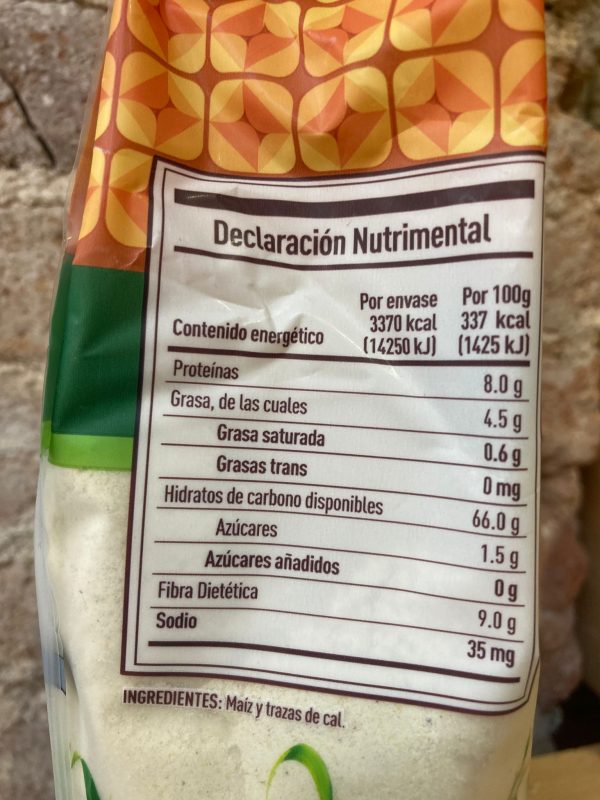 Declaración Nutrimental
Por envase Por 100g
Contenido energético 3370 kcal 337 kcal
(14250 kJ) (1425 kJ)
Proteínas 8.0 g
Grasa, de las cuales 4.5 g
Grasa saturada 0.6 g
Grasas trans 0 mg
Hidratos de carbono disponibles 66.0 g
Azúcares 1.5 g
Azúcares añadidos 0 g
Fibra Dietética 9.0 g
Sodio 35 mg
INGREDIENTES: Maíz y trazas de cal.